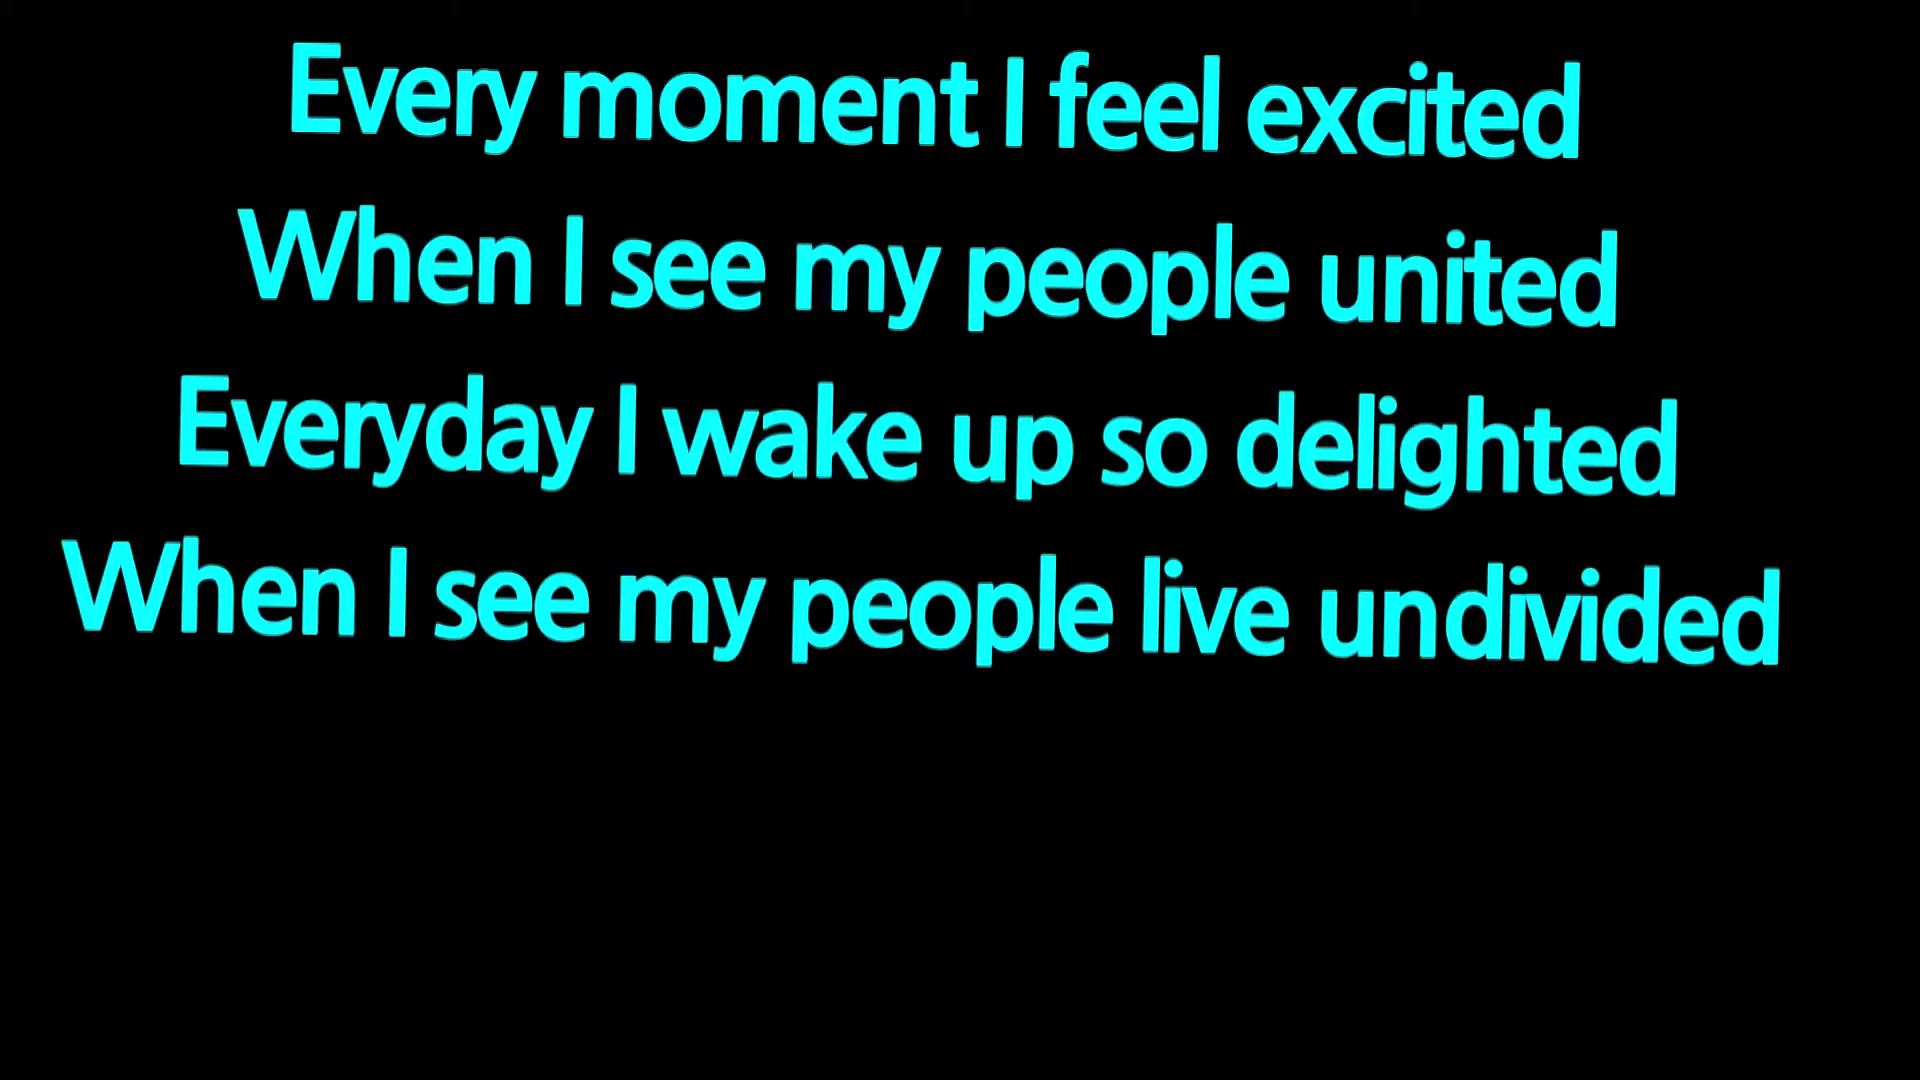 Every moment I feel excited
When I see my people united
Everyday I wake up so delighted
When I see my people live undivided